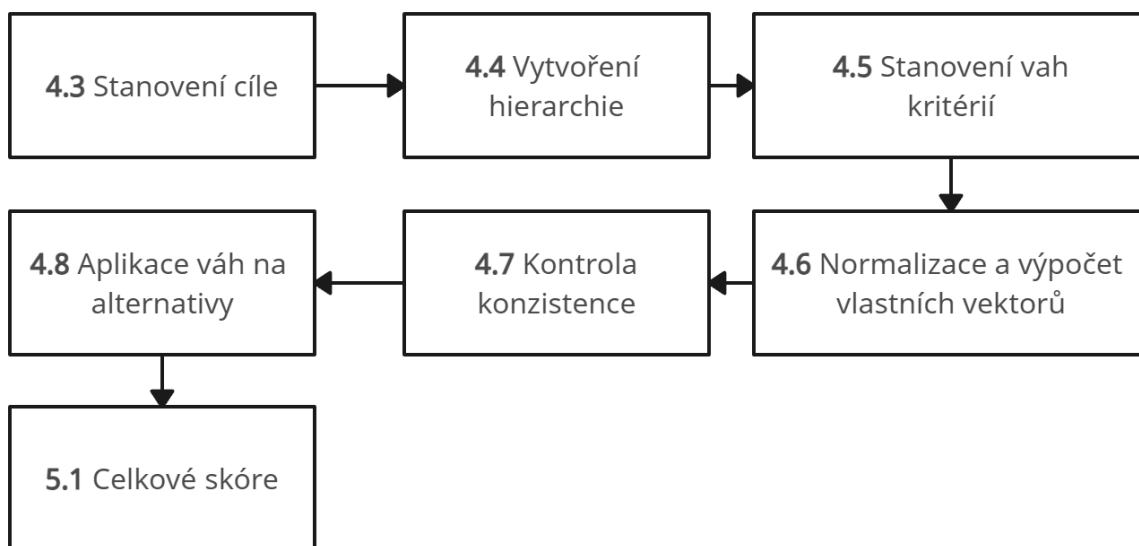 4.3 Stanovení cíle
4.4 Vytvoření
hierarchie
4.5 Stanovení vah
kritérií
4.6 Normalizace a výpočet
vlastních vektorů
4.7 Kontrola
konzistence
4.8 Aplikace váh na
alternativy
5.1 Celkové skóre